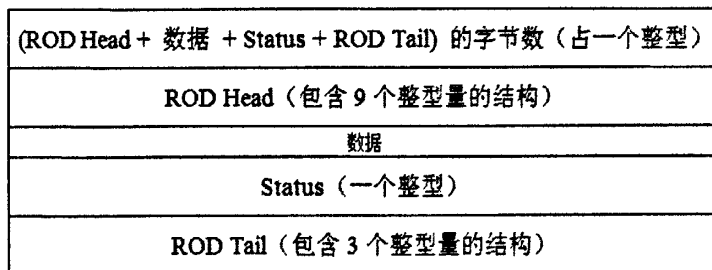 (ROD Head + 数据 + Status + ROD Tail) 的字节数（占一个整型）
ROD Head（包含 9 个整型量的结构）
数据
Status（一个整型）
ROD Tail（包含 3 个整型量的结构）